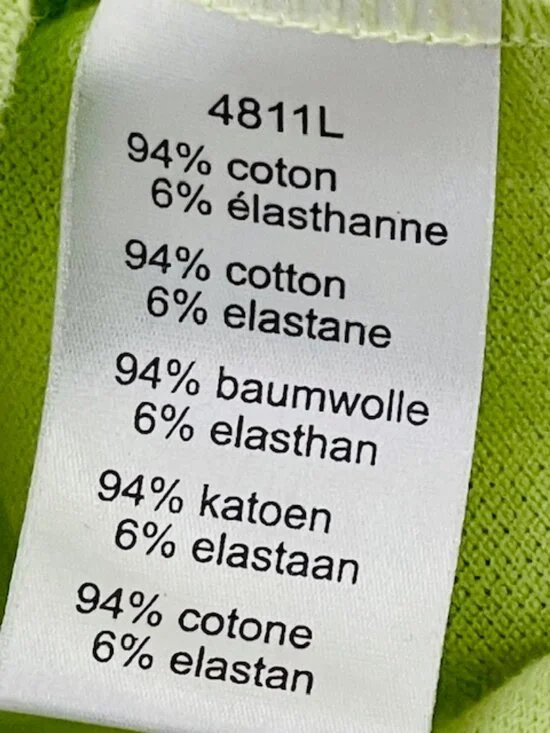 4811L
94% coton
6% élasthanne
94% cotton
6% elastane
94% baumwolle
6% elasthan
94% katoen
6% elastaan
94% cotone
6% elastan